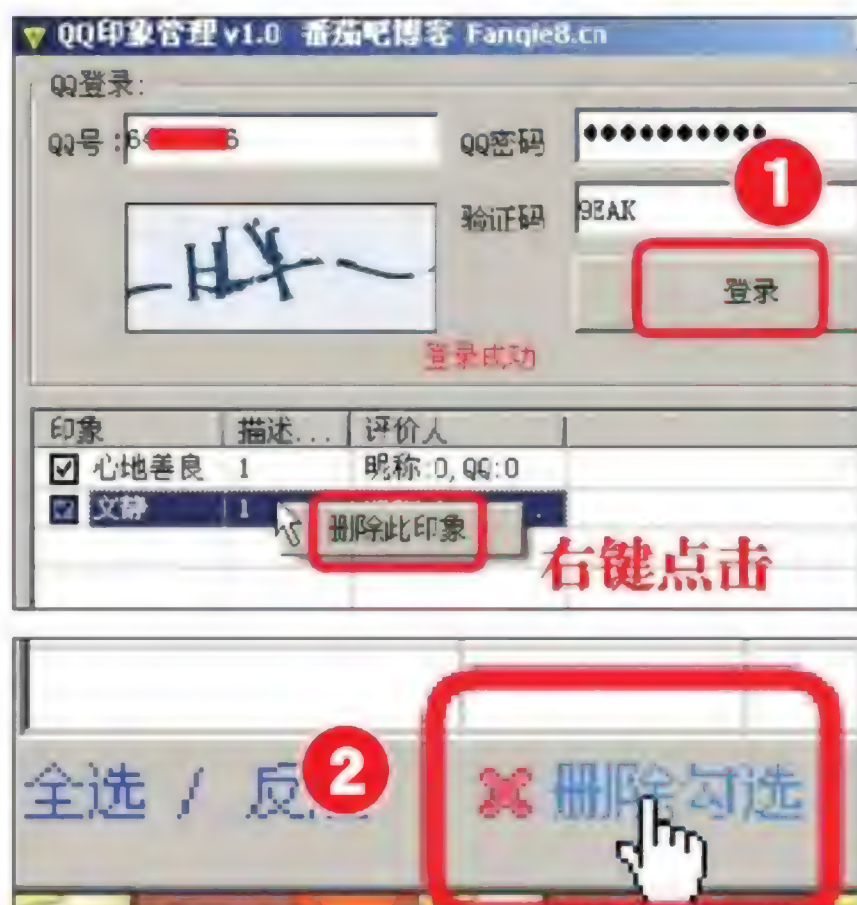 QQ印象管理 v1.0 番茄吧博客 Fanqie8.cn
QQ登录:
QQ号:6 6 QQ密码 ●●●●●●●●●●
1
验证码 9EAK
登录
登录成功
印象 描述... 评价人
心地善良 1 昵称:0,QQ:0
文静 1
删除此印象
右键点击
2
全选 / 反
删除勾选